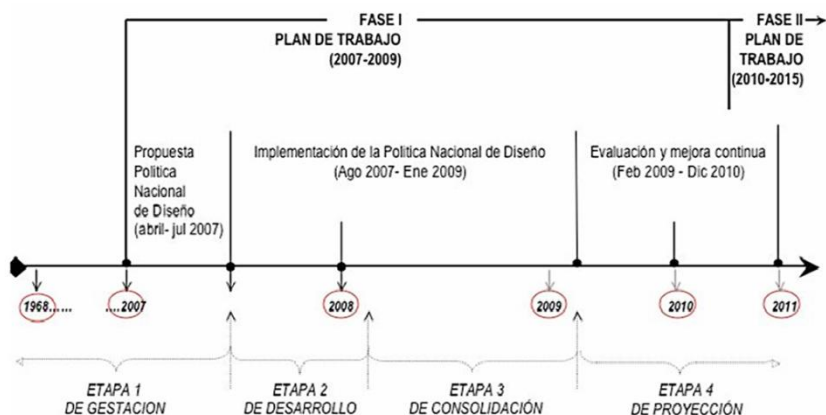 FASE I
PLAN DE TRABAJO
(2007-2009)
FASE II
PLAN DE
TRABAJO
(2010-2015)
Propuesta
Politica
Nacional
de Diseño
(abril- jul 2007)
Implementación de la Politica Nacional de Diseño
(Ago 2007- Ene 2009)
Evaluación y mejora continua
(Feb 2009 - Dic 2010)
1968...... ....2007 2008 2009 2010 2011
ETAPA 1
DE GESTACION
ETAPA 2
DE DESARROLLO
ETAPA 3
DE CONSOLIDACIÓN
ETAPA 4
DE PROYECCIÓN